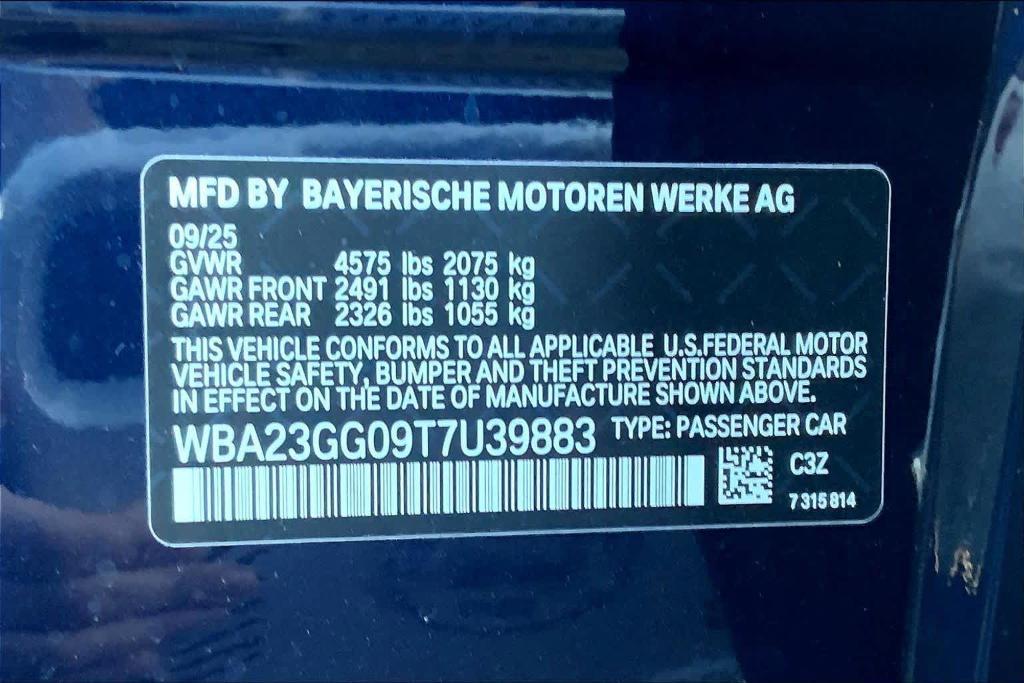 MFD BY BAYERISCHE MOTOREN WERKE AG
09/25
GVWR 4575 lbs 2075 kg
GAWR FRONT 2491 lbs 1130 kg
GAWR REAR 2326 lbs 1055 kg
THIS VEHICLE CONFORMS TO ALL APPLICABLE U.S.FEDERAL MOTOR
VEHICLE SAFETY, BUMPER AND THEFT PREVENTION STANDARDS
IN EFFECT ON THE DATE OF MANUFACTURE SHOWN ABOVE.
WBA23GG09T7U39883 TYPE: PASSENGER CAR
C3Z
7 315 814